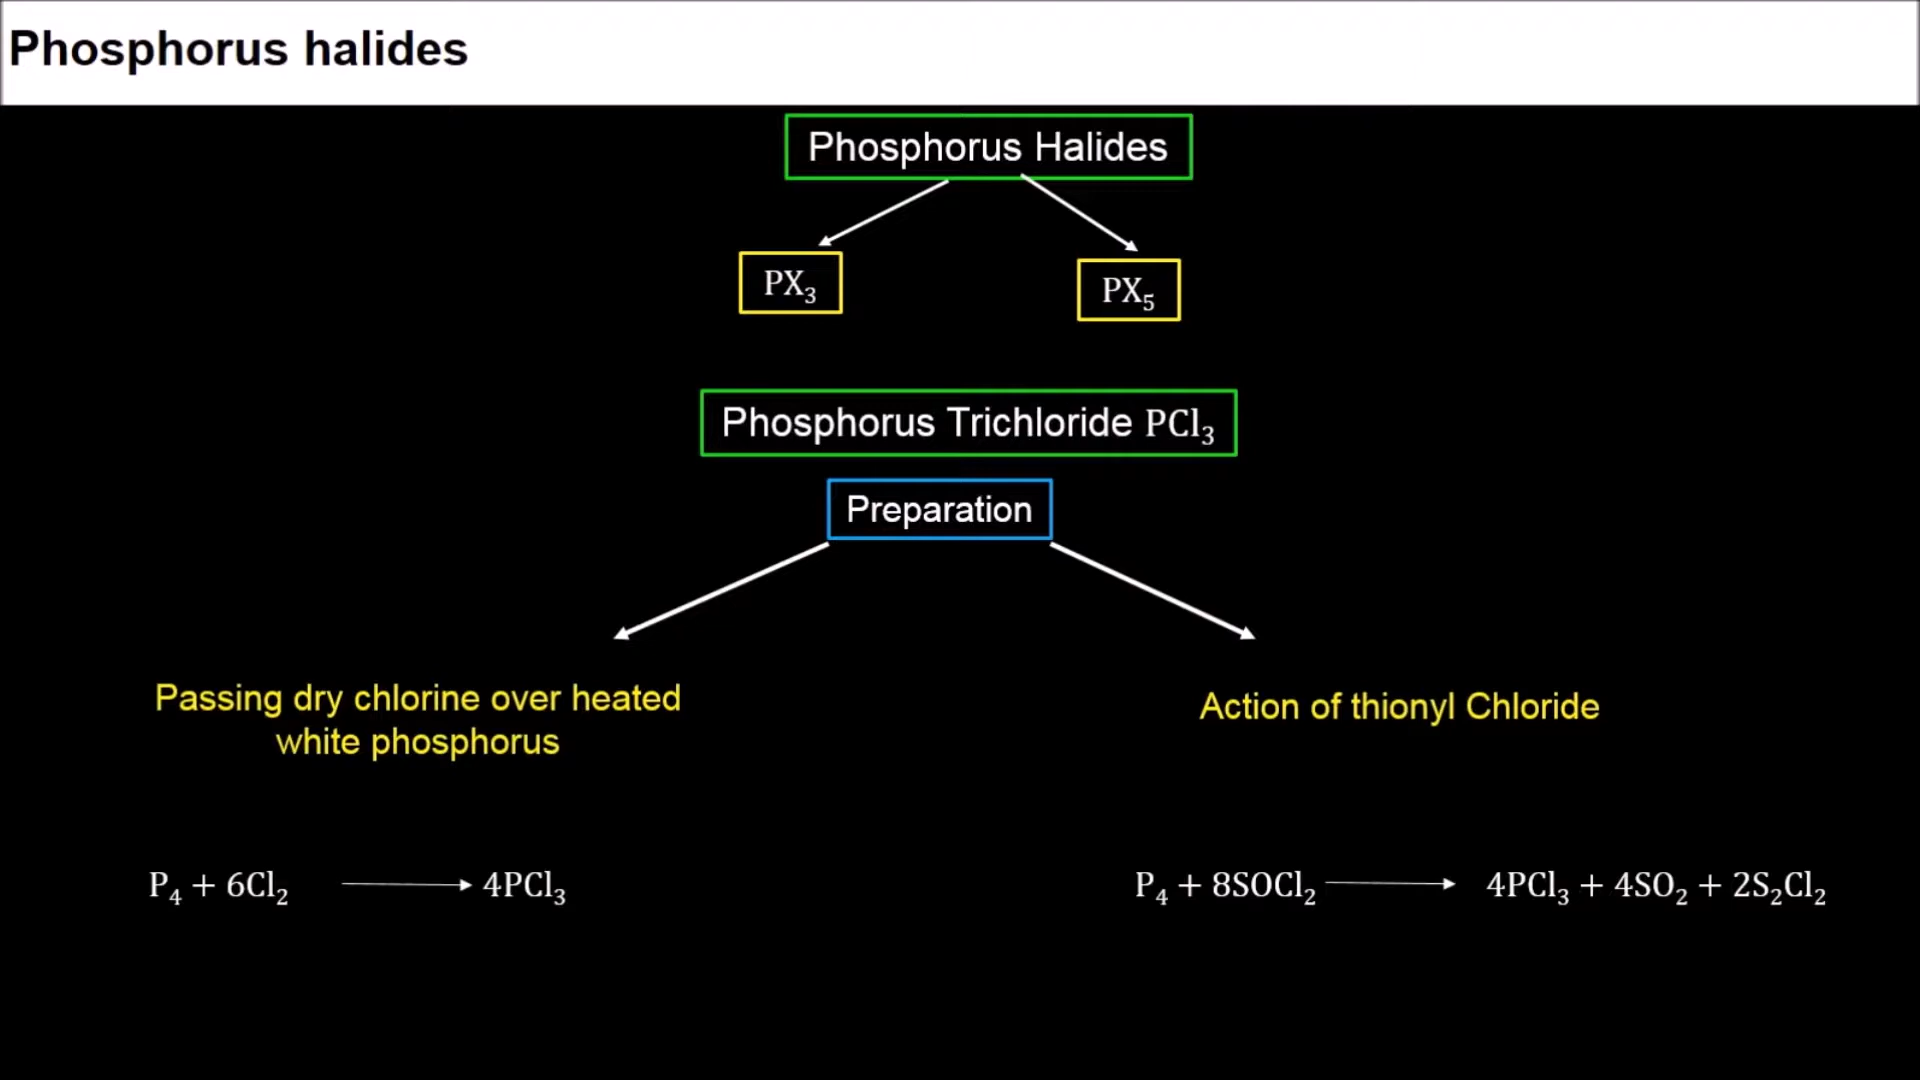 Phosphorus halides
Phosphorus Halides
PX₃
PX₅
Phosphorus Trichloride PCl₃
Preparation
Passing dry chlorine over heated
white phosphorus
Action of thionyl Chloride
P₄ + 6Cl₂ ⟶ 4PCl₃
P₄ + 8SOCl₂ ⟶ 4PCl₃ + 4SO₂ + 2S₂Cl₂